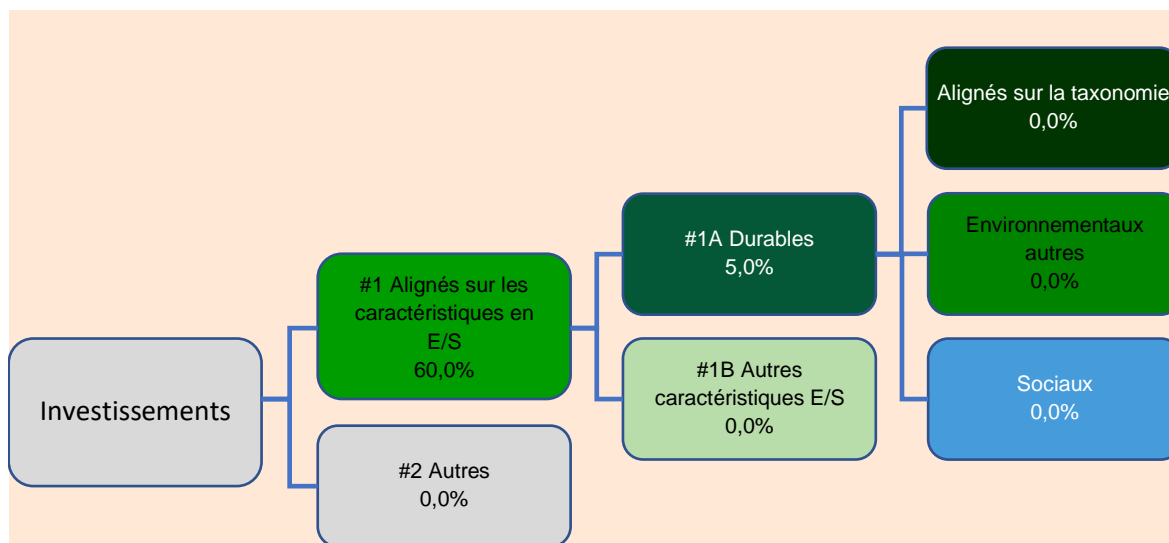 Investissements
#1 Alignés sur les
caractéristiques en
E/S
60,0%
#2 Autres
0,0%
#1A Durables
5,0%
#1B Autres
caractéristiques E/S
0,0%
Alignés sur la taxonomie
0,0%
Environnementaux
autres
0,0%
Sociaux
0,0%